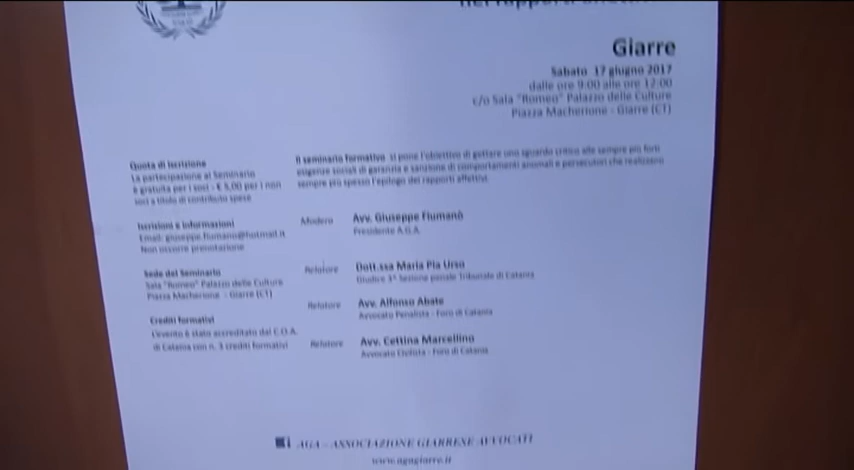 nei rapporti
Giarre
Sabato 17 giugno 2017
dalle ore 9:00 alle ore 12:00
c/o Sala "Romeo" Palazzo delle Culture
Piazza Macherione - Giarre (CT)
Quota di iscrizione
La partecipazione al Seminario
è gratuita per i soci - € 5,00 per i non
soci a titolo di contributo spese
Il seminario formativo si pone l'obiettivo di gettare uno sguardo critico alle sempre più forti
esigenze sociali di garanzia e sanzione di comportamenti anomali e persecutori che realizzano
sempre più spesso l'epilogo dei rapporti affettivi.
Iscrizioni e informazioni
Email: giuseppe.fiumano@hotmail.it
Non occorre prenotazione
Modera
Avv. Giuseppe Fiumanò
Presidente A.G.A.
Sede del Seminario
Sala "Romeo" Palazzo delle Culture
Piazza Macherione - Giarre (CT)
Relatore
Dott.ssa Maria Pia Urso
Giudice 3ª Sezione penale Tribunale di Catania
Relatore
Avv. Alfonso Abate
Avvocato Penalista - Foro di Catania
Crediti formativi
L'evento è stato accreditato dal C.O.A.
di Catania con n. 3 crediti formativi
Relatore
Avv. Cettina Marcellino
Avvocato Civilista - Foro di Catania
AGA - ASSOCIAZIONE GIARRESE AVVOCATI
www.agagiarre.it